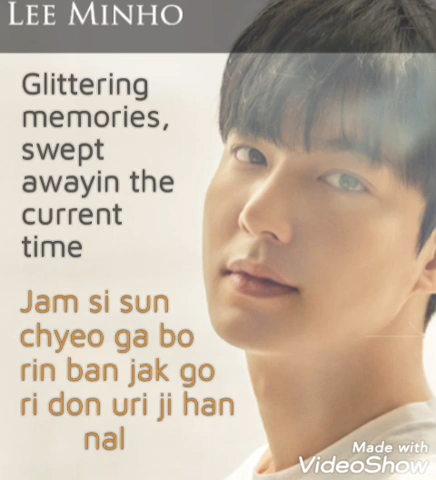 LEE MINHO
Glittering
memories,
swept
awayin the
current
time
Jam si sun
chyeo ga bo
rin ban jak go
ri don uri ji han
nal
Made with
VideoShow